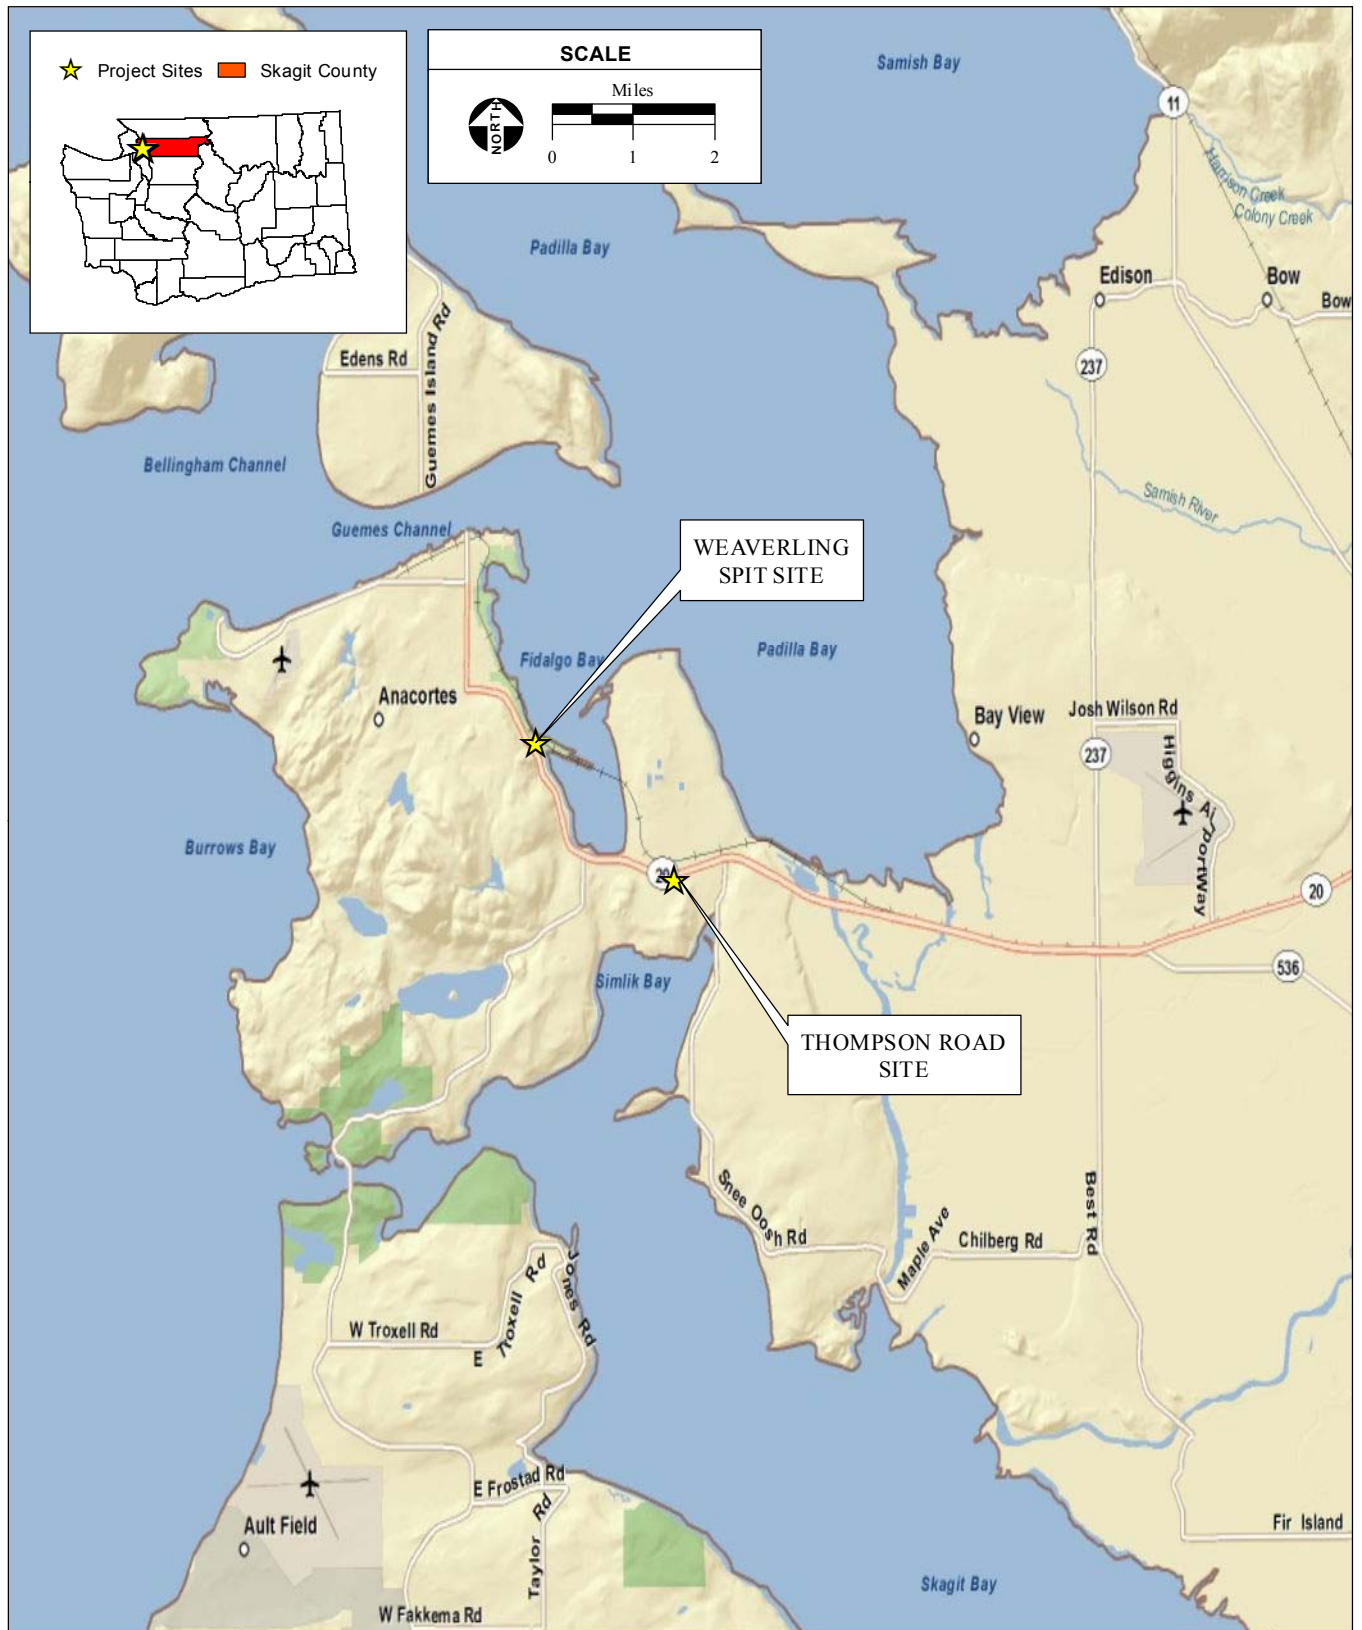 Project Sites
Skagit County
SCALE
Miles
NORTH
0 1 2
Samish Bay
11
Harrison Creek
Colony Creek
Padilla Bay
Edison
Bow
Bow
237
Edens Rd
Guemes Island Rd
Bellingham Channel
Samish River
Guemes Channel
WEAVERLING
SPIT SITE
Fidalgo Bay
Padilla Bay
Anacortes
Bay View
Josh Wilson Rd
237
Higgins Airport Way
Burrows Bay
20
20
536
Simlik Bay
THOMPSON ROAD
SITE
Snee Oosh Rd
Maple Ave
Chilberg Rd
Best Rd
W Troxell Rd
E Troxell Rd
Jones Rd
E Frostad Rd
Taylor Rd
Ault Field
Fir Island
Skagit Bay
W Fakkema Rd